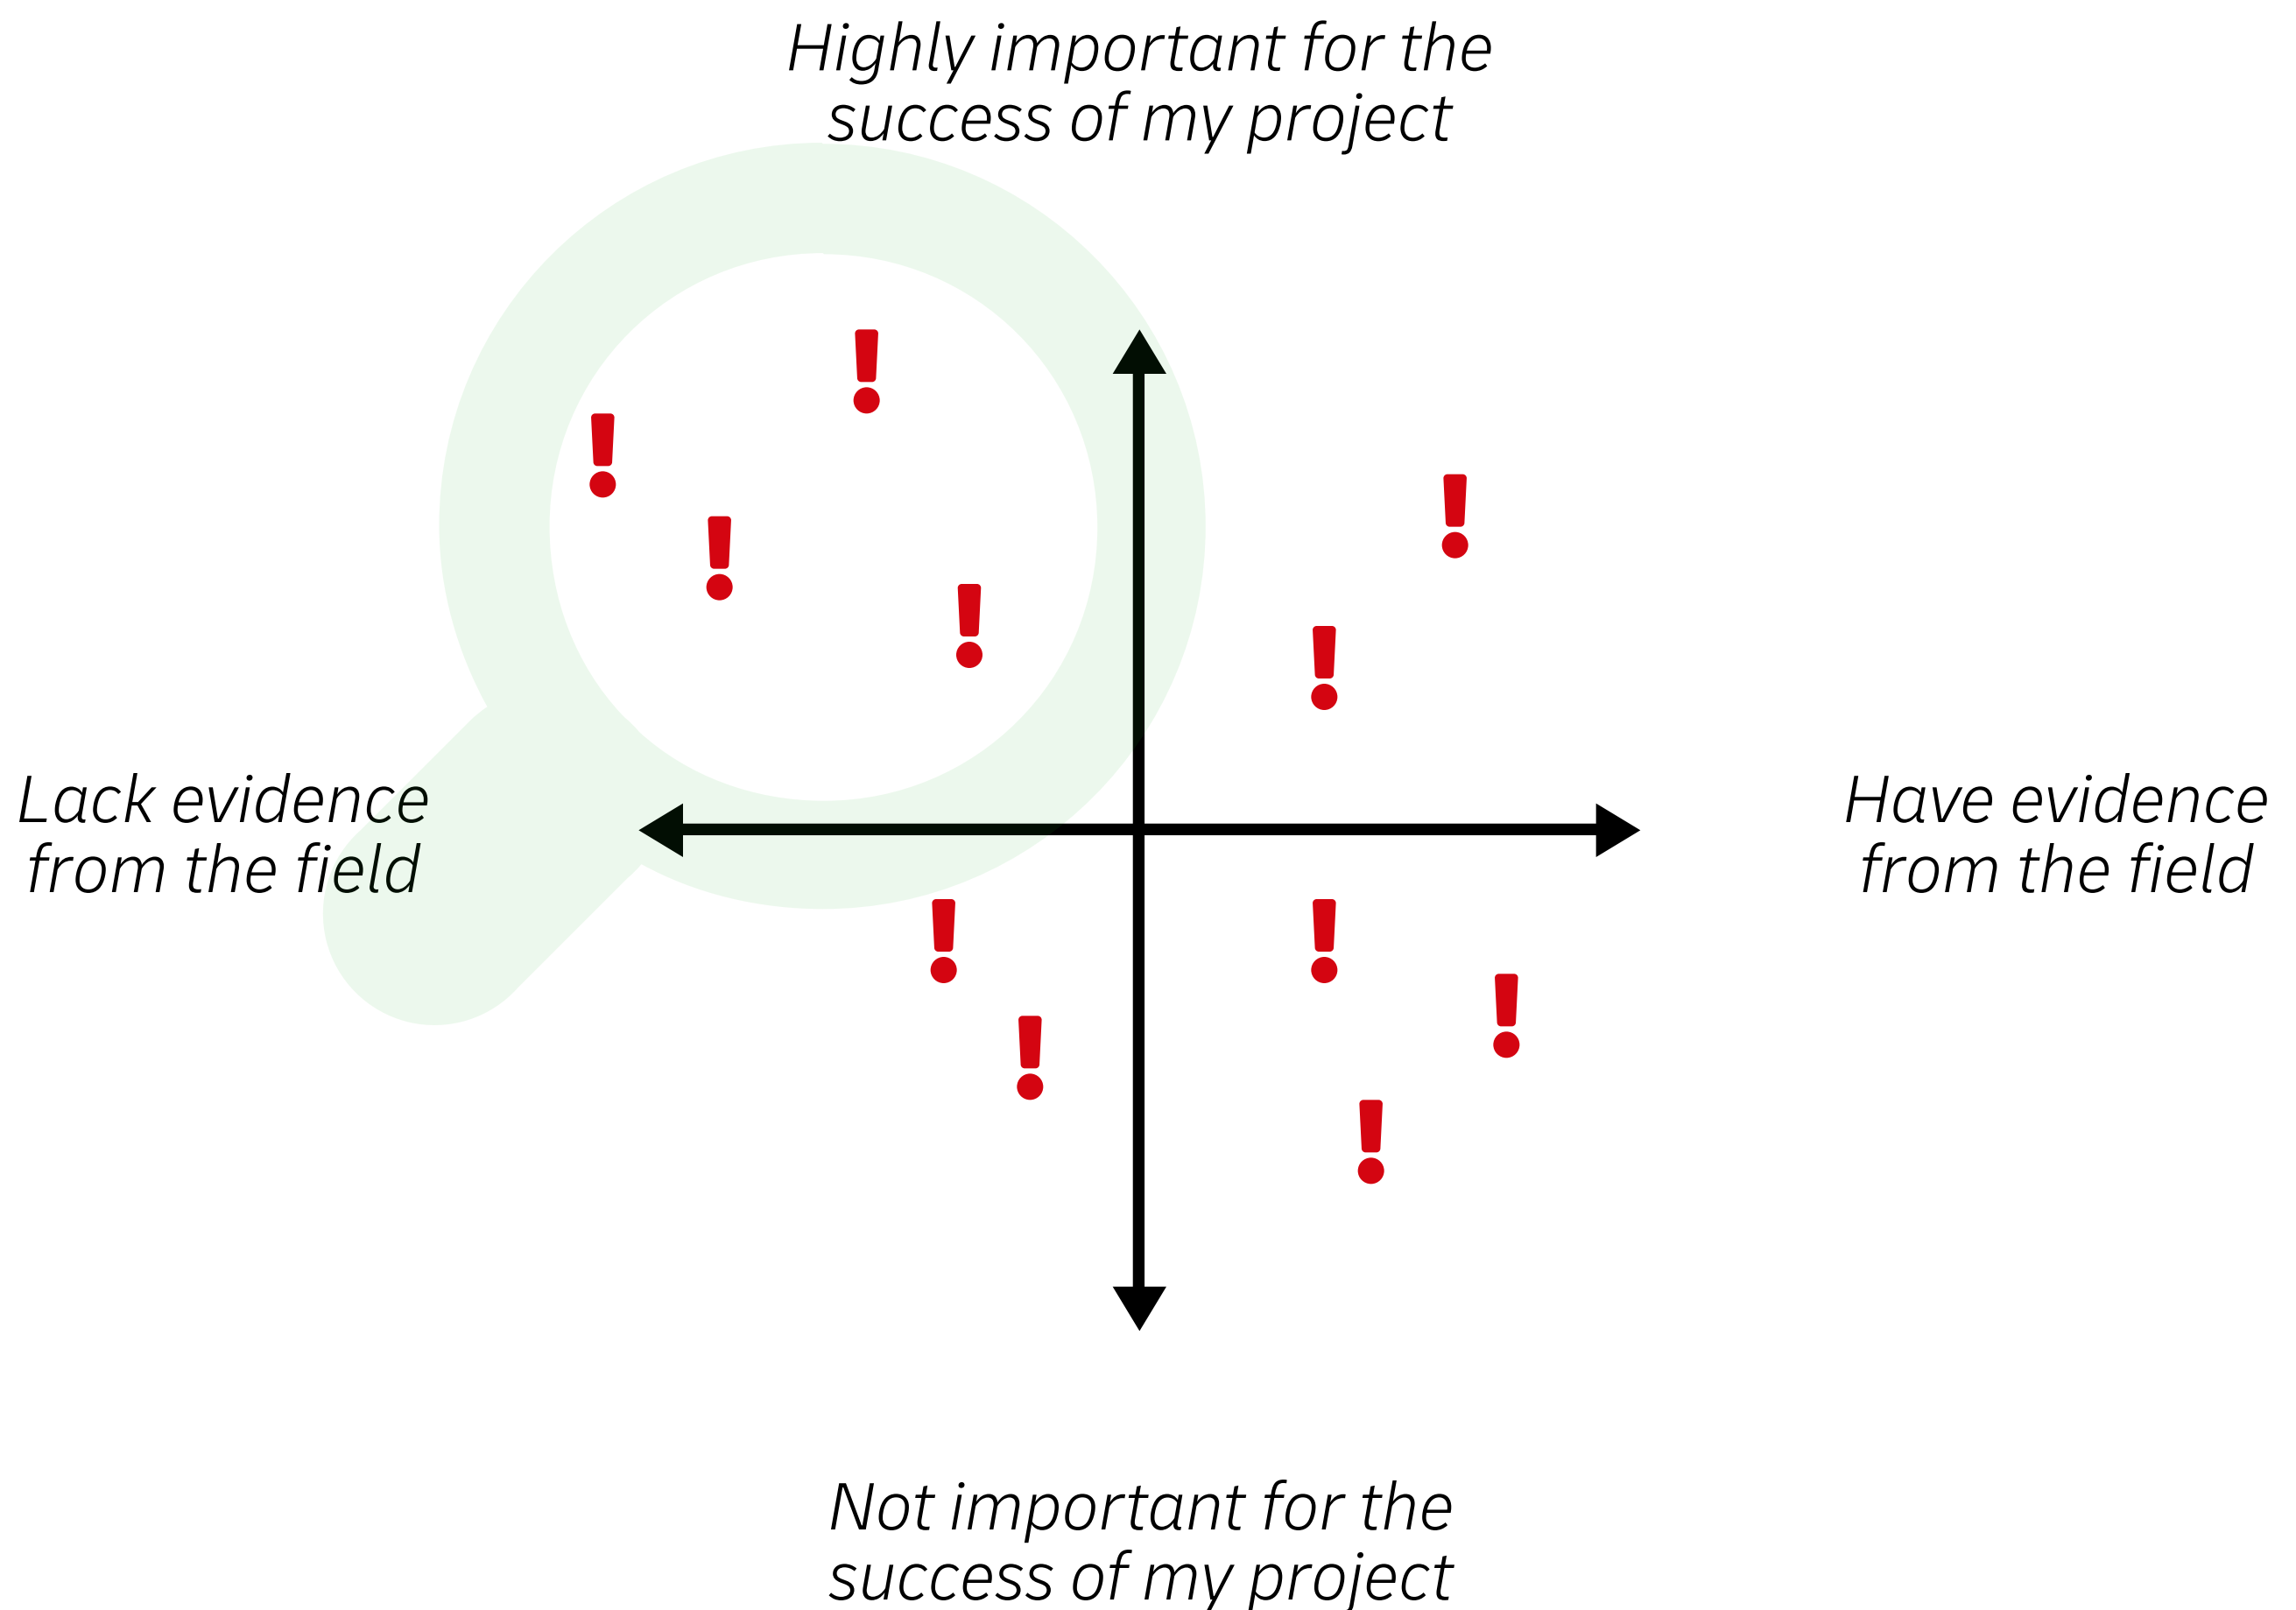 Highly important for the
success of my project
Lack evidence
from the field
Have evidence
from the field
Not important for the
success of my project